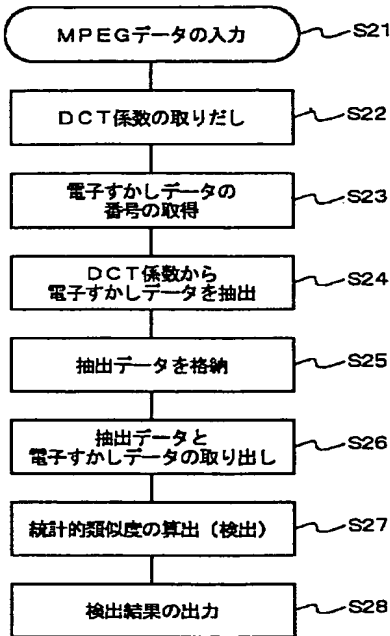 MPEGデータの入力 S21
DCT係数の取りだし S22
電子すかしデータの
番号の取得 S23
DCT係数から
電子すかしデータを抽出 S24
抽出データを格納 S25
抽出データと
電子すかしデータの取り出し S26
統計的類似度の算出（検出） S27
検出結果の出力 S28